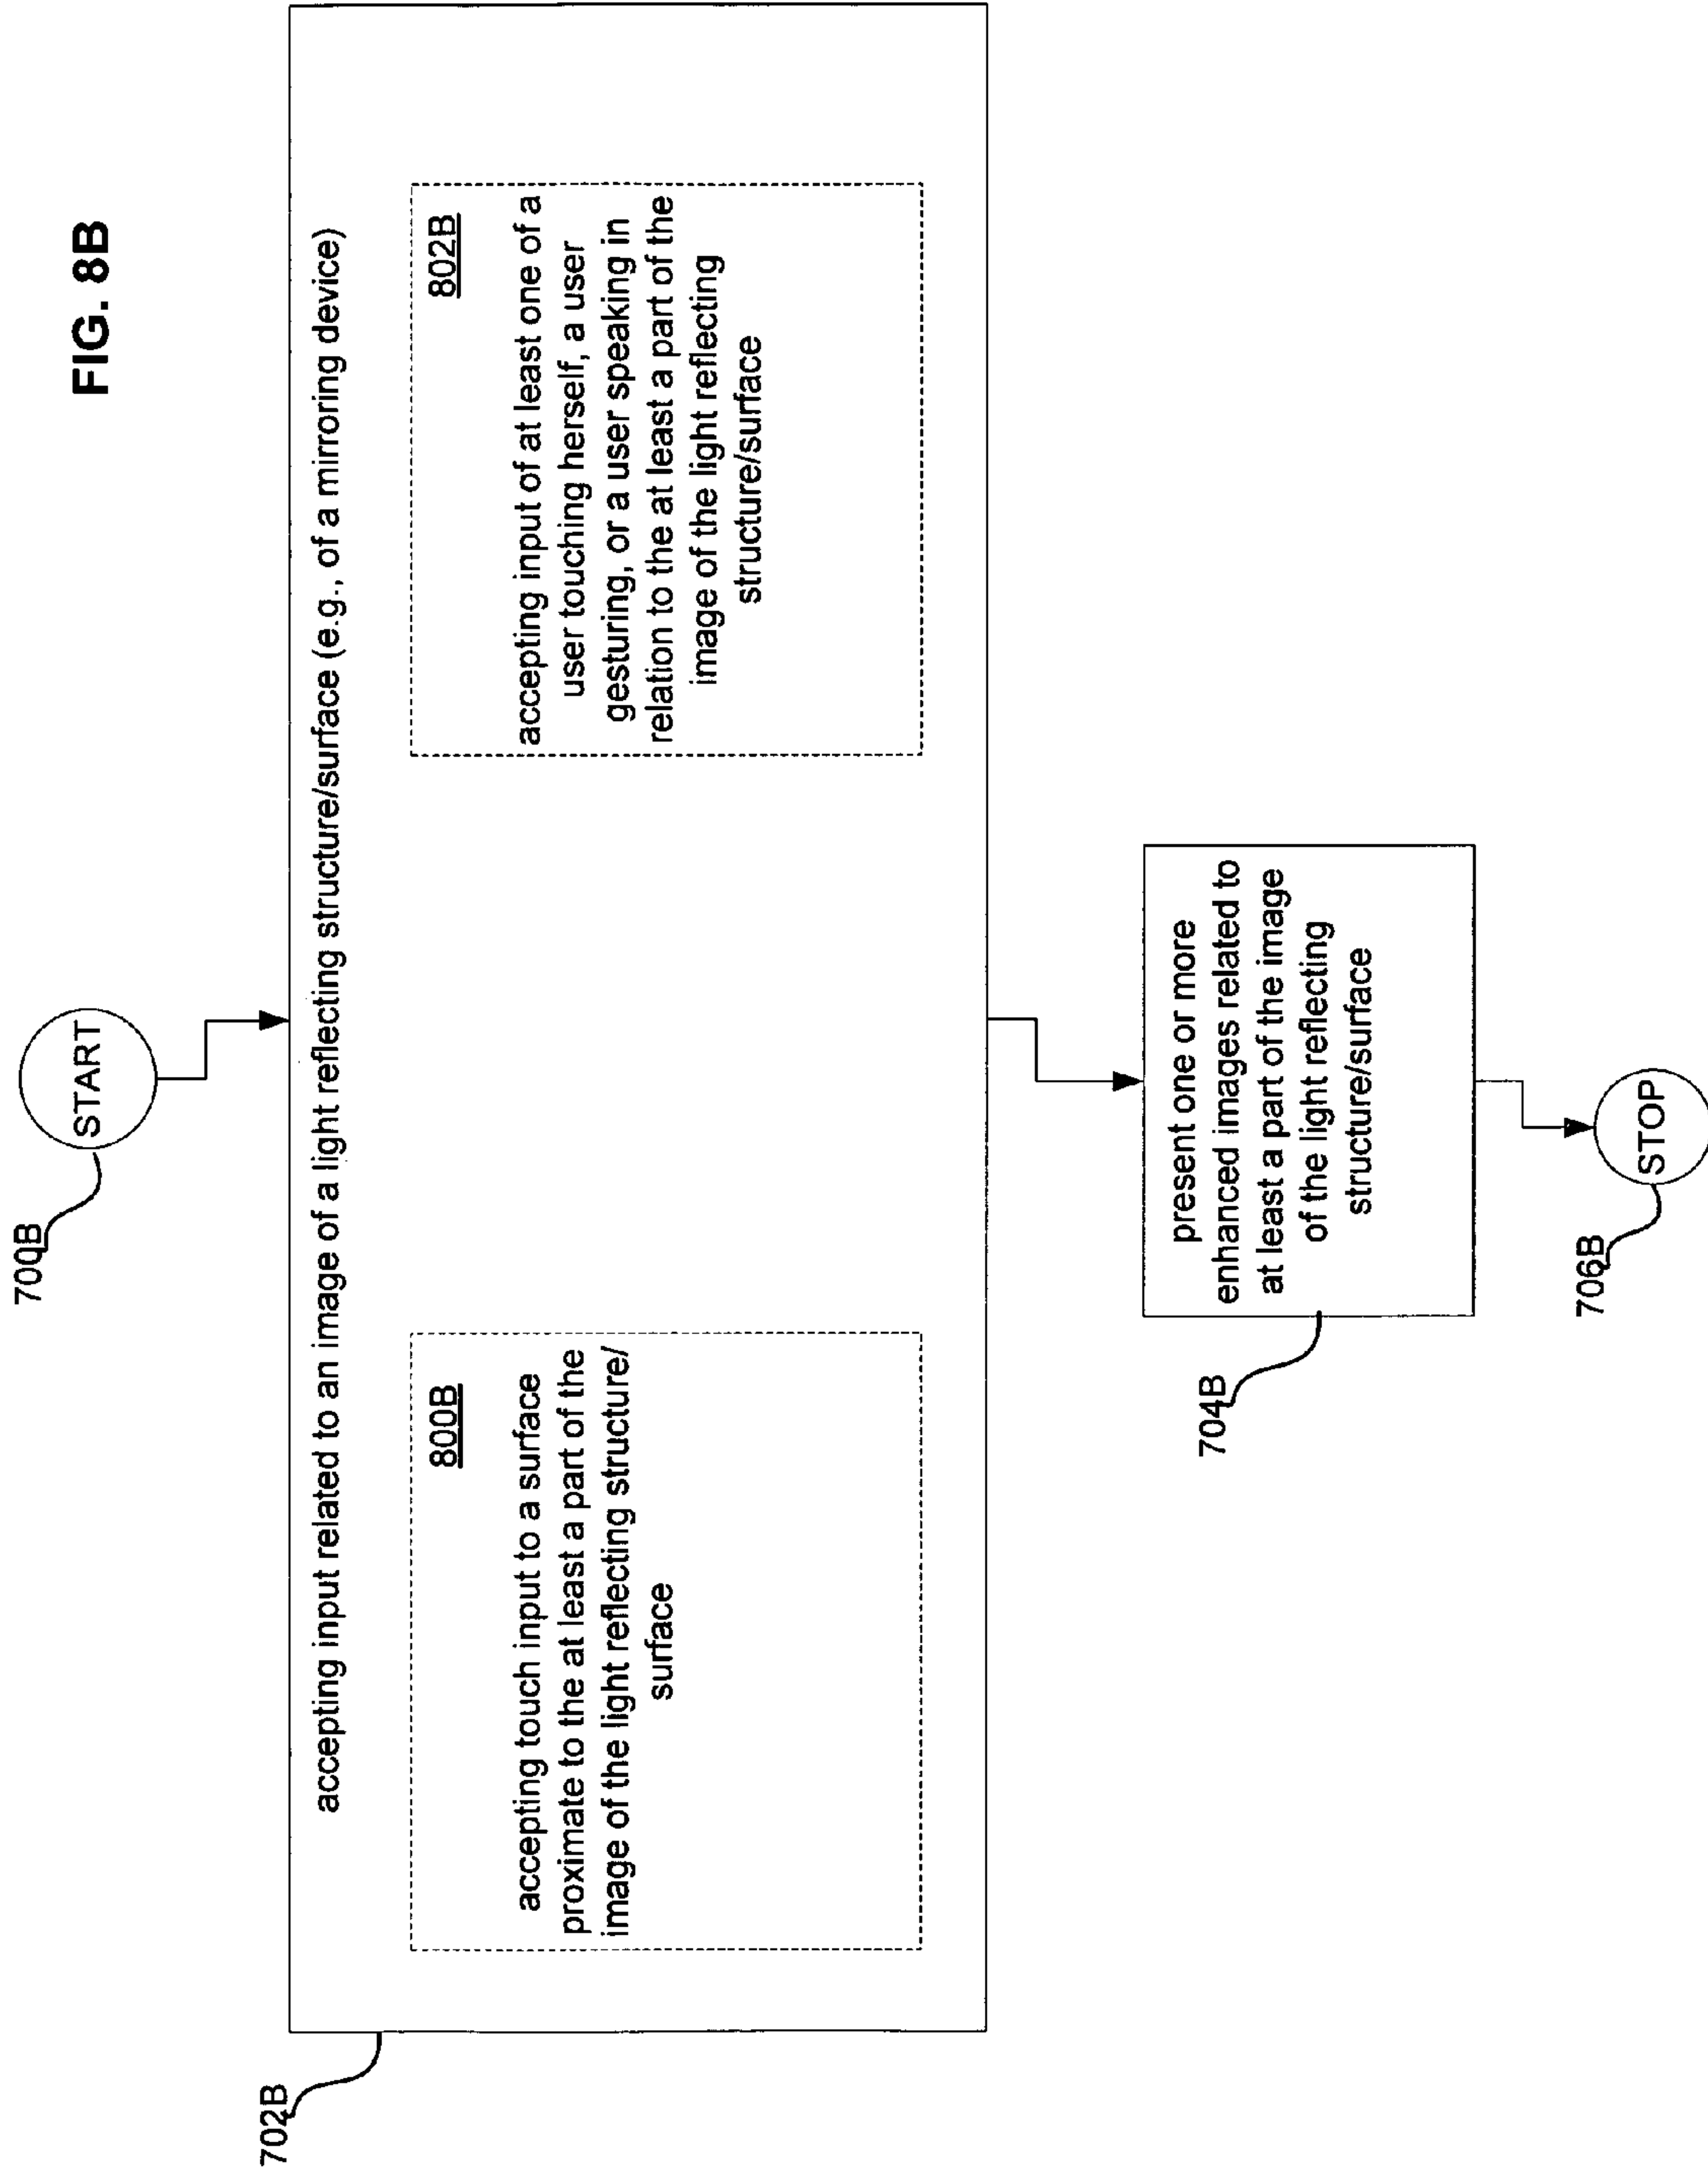 FIG. 8B
700B
START
702B
accepting input related to an image of a light reflecting structure/surface (e.g., of a mirroring device)
800B
accepting touch input to a surface
proximate to the at least a part of the
image of the light reflecting structure/
surface
802B
accepting input of at least one of a
user touching herself, a user
gesturing, or a user speaking in
relation to the at least a part of the
image of the light reflecting
structure/surface
704B
present one or more
enhanced images related to
at least a part of the image
of the light reflecting
structure/surface
706B
STOP